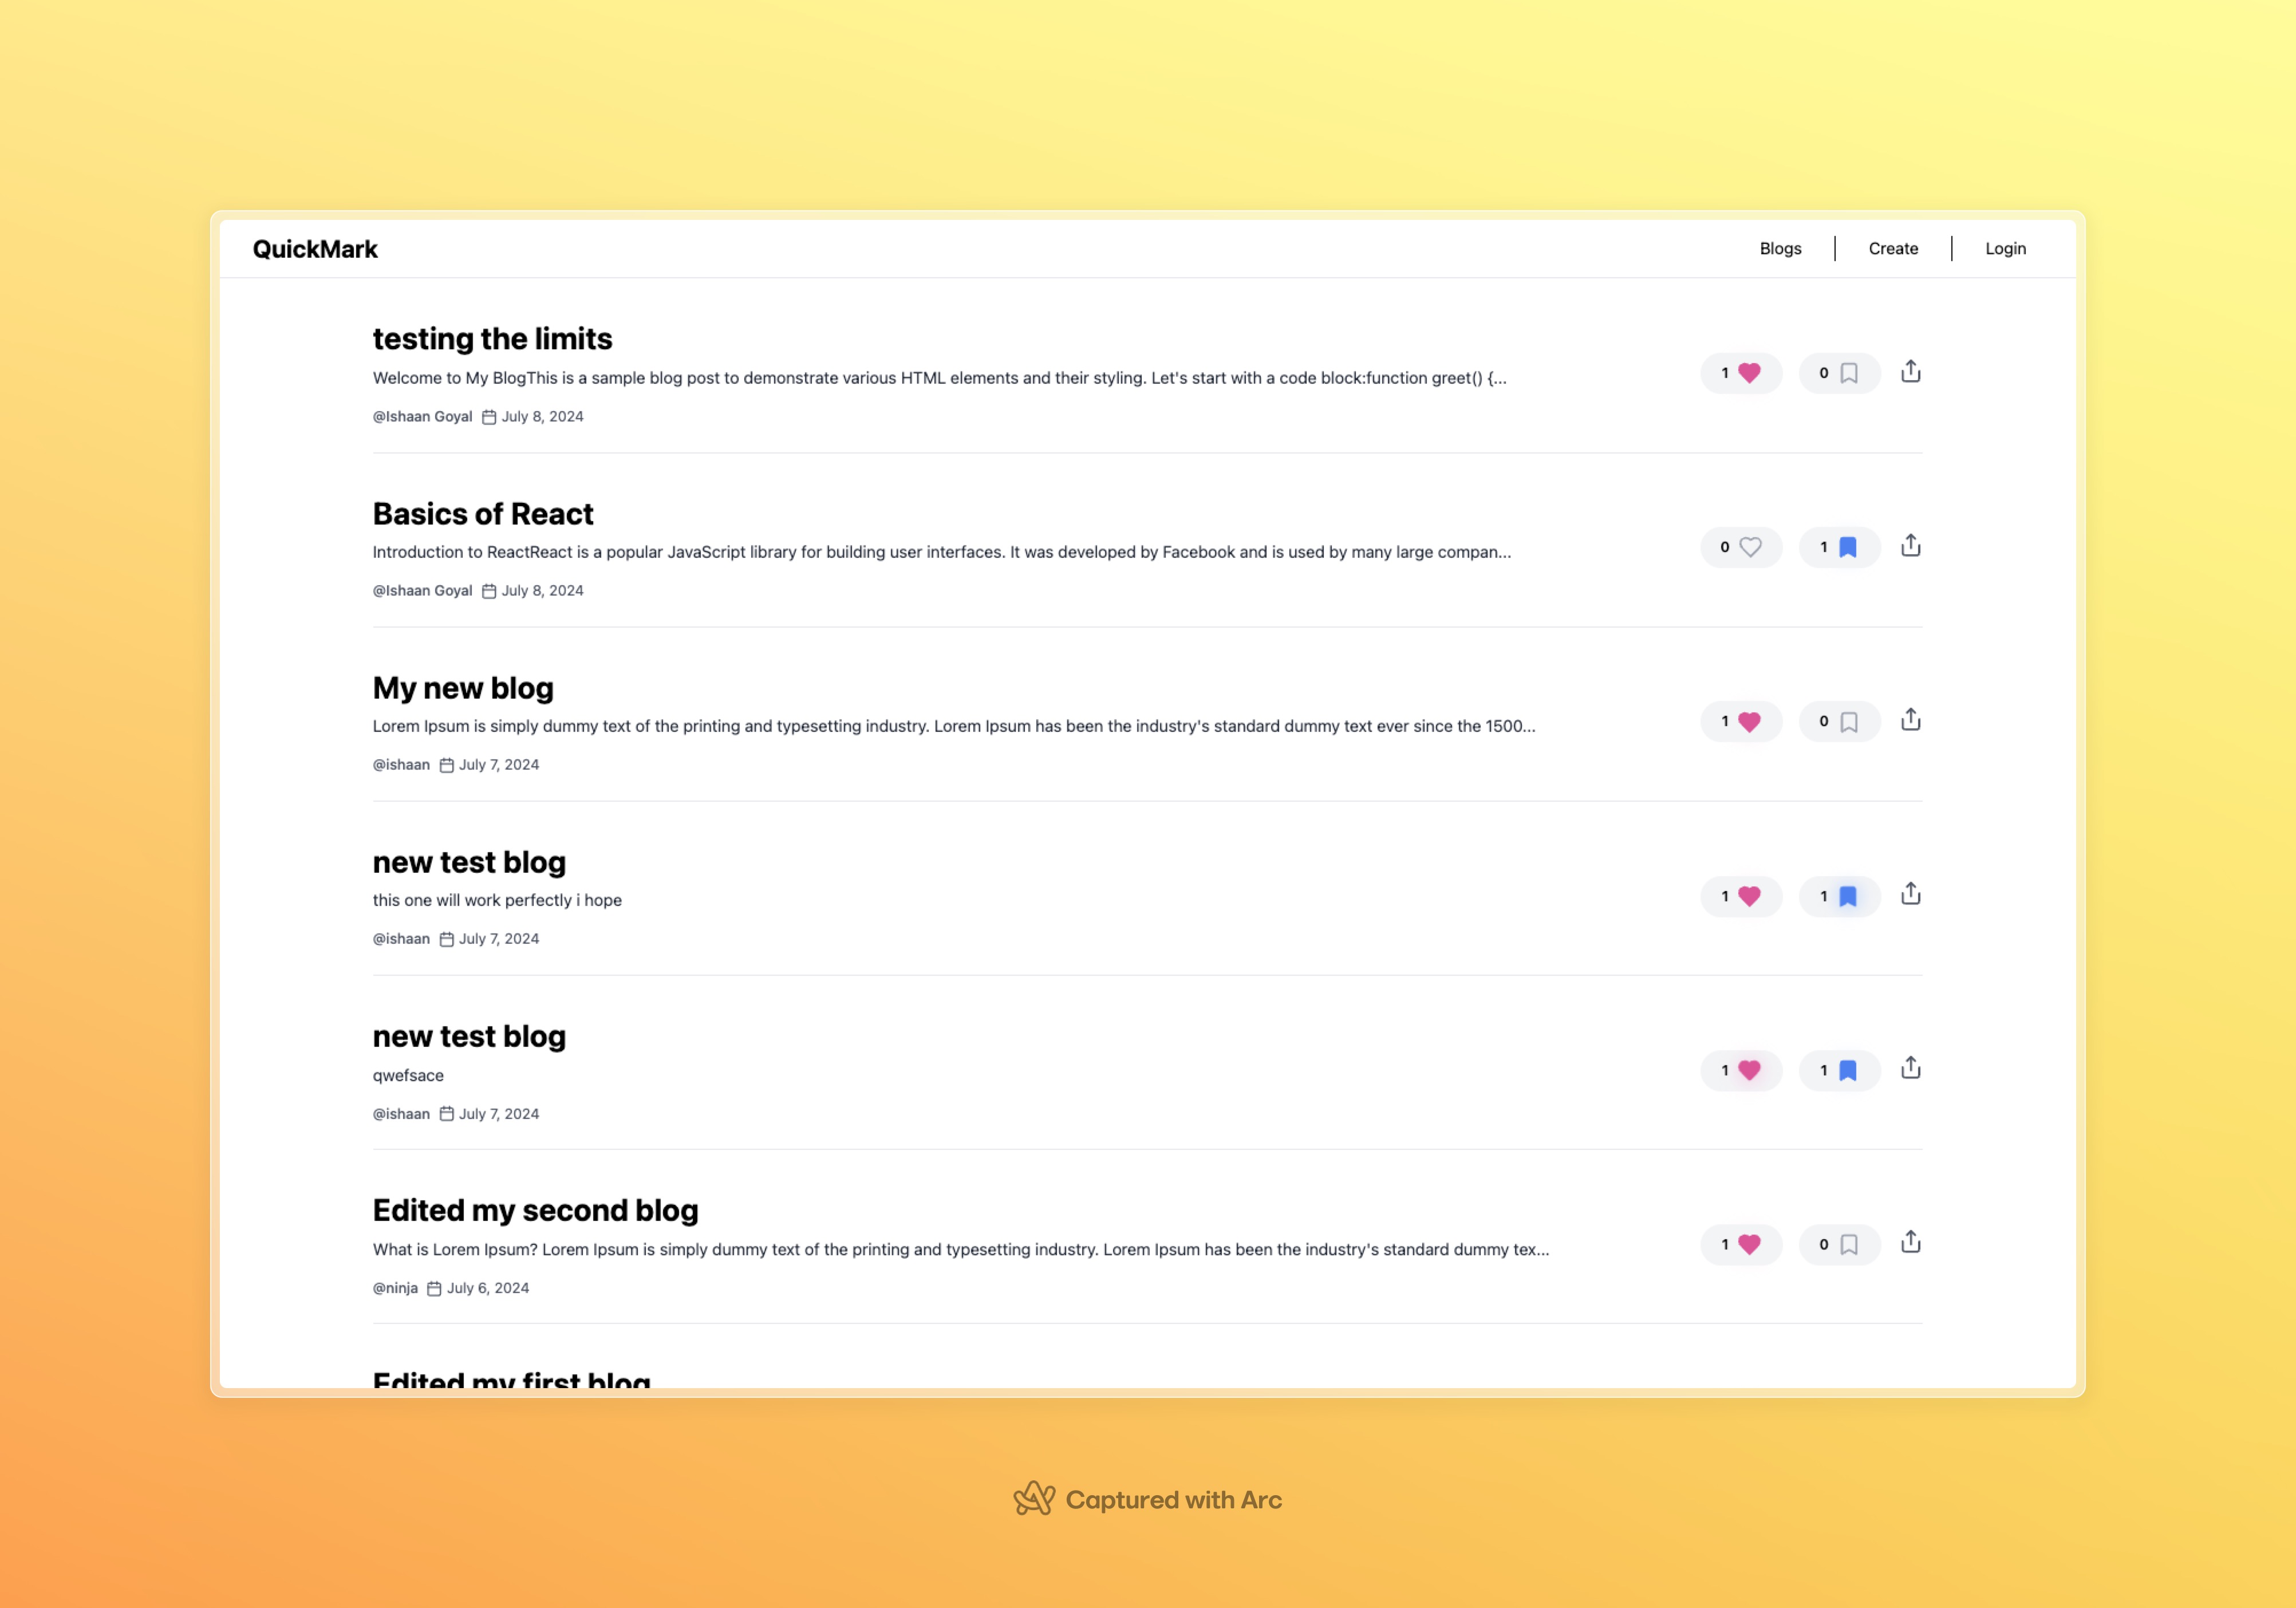 QuickMark
Blogs
Create
Login
testing the limits
Welcome to My BlogThis is a sample blog post to demonstrate various HTML elements and their styling. Let's start with a code block:function greet() {...
@Ishaan Goyal July 8, 2024
1
0
Basics of React
Introduction to ReactReact is a popular JavaScript library for building user interfaces. It was developed by Facebook and is used by many large compan...
@Ishaan Goyal July 8, 2024
0
1
My new blog
Lorem Ipsum is simply dummy text of the printing and typesetting industry. Lorem Ipsum has been the industry's standard dummy text ever since the 1500...
@ishaan July 7, 2024
1
0
new test blog
this one will work perfectly i hope
@ishaan July 7, 2024
1
1
new test blog
qwefsace
@ishaan July 7, 2024
1
1
Edited my second blog
What is Lorem Ipsum? Lorem Ipsum is simply dummy text of the printing and typesetting industry. Lorem Ipsum has been the industry's standard dummy tex...
@ninja July 6, 2024
1
0
Edited my first blog
Captured with Arc